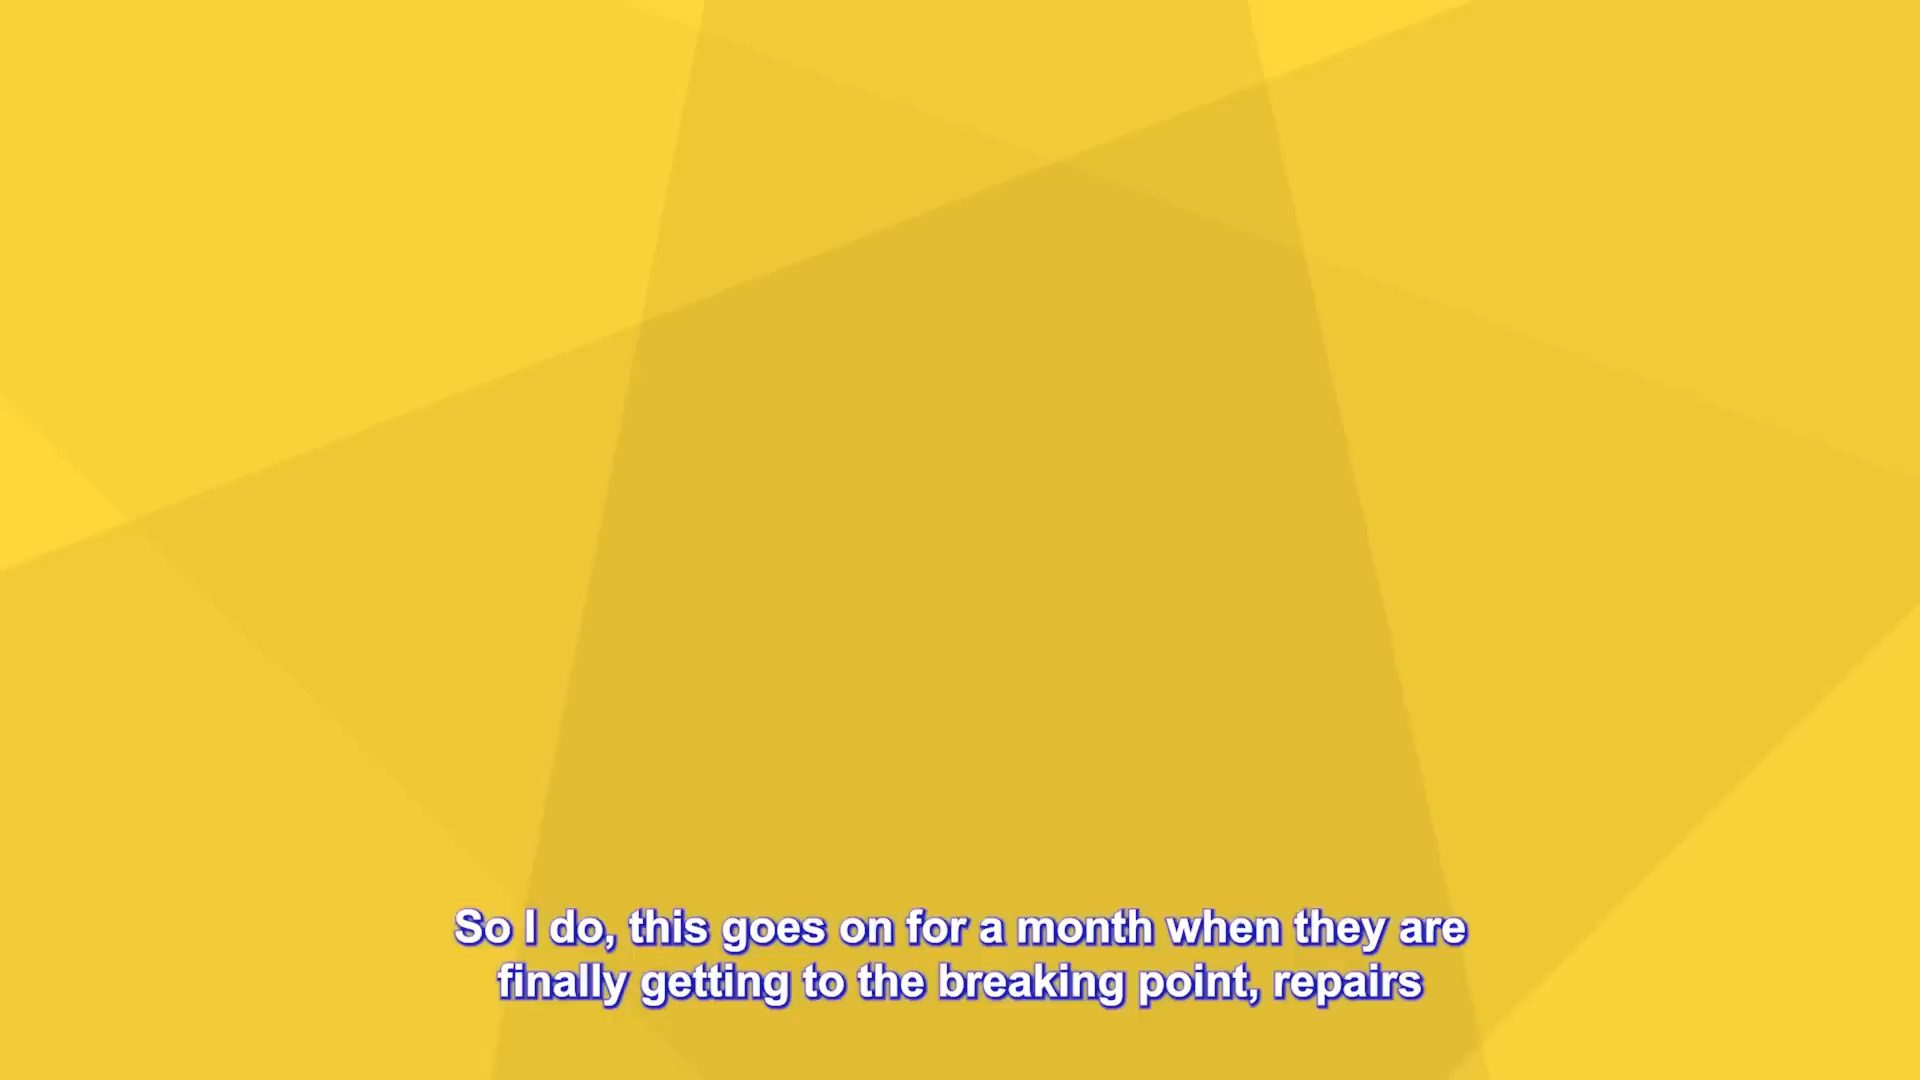 So I do, this goes on for a month when they are
finally getting to the breaking point, repairs